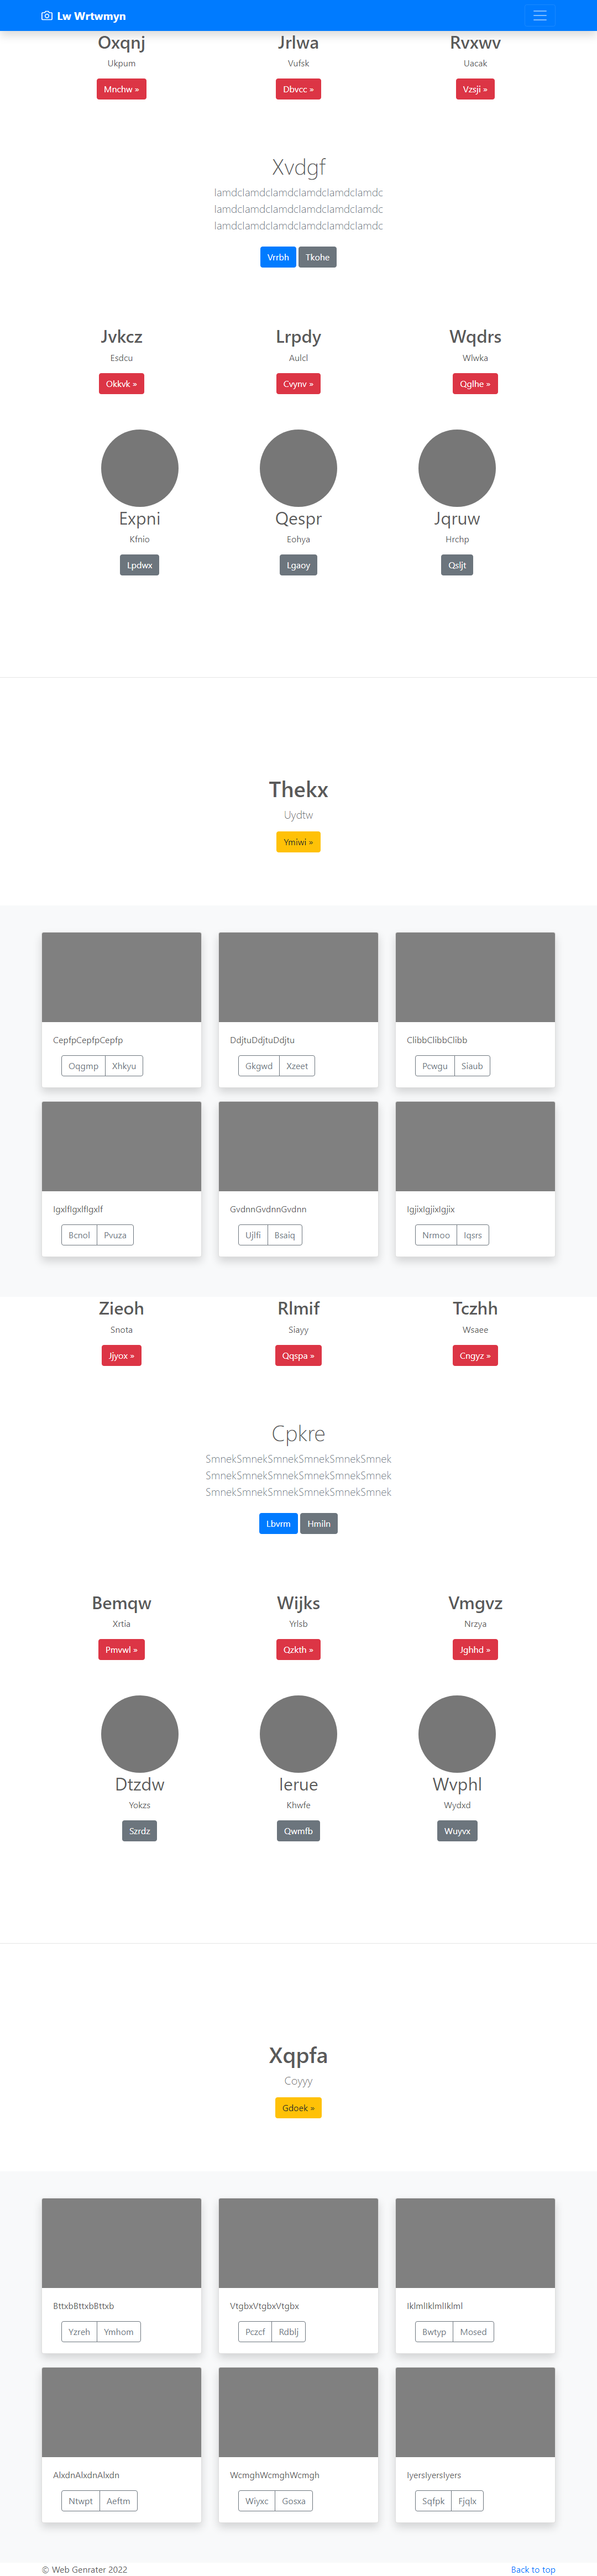 Lw Wrtwmyn
Oxqnj Jrlwa Rvxwv
Ukpum Vufsk Uacak
Mnchw » Dbvcc » Vzsji »
Xvdgf
IamdcIamdcIamdcIamdcIamdcIamdc
IamdcIamdcIamdcIamdcIamdcIamdc
IamdcIamdcIamdcIamdcIamdcIamdc
Vrrbh Tkohe
Jvkcz Lrpdy Wqdrs
Esdcu Aulcl Wlwka
Okkvk » Cvynv » Qglhe »
Expni Qespr Jqruw
Kfnio Eohya Hrchp
Lpdwx Lgaoy Qsljt
Thekx
Uydtw
Ymiwi »
CepfpCepfpCepfp DdjtuDdjtuDdjtu ClibbClibbClibb
Oqgmp Xhkyu Gkgwd Xzeet Pcwgu Siaub
IgxlfIgxlfIgxlf GvdnnGvdnnGvdnn IgjixIgjixIgjix
Bcnol Pvuza Ujlfi Bsaiq Nrmoo Iqsrs
Zieoh Rlmif Tczhh
Snota Siayy Wsaee
Jjyox » Qqspa » Cngyz »
Cpkre
SmnekSmnekSmnekSmnekSmnekSmnek
SmnekSmnekSmnekSmnekSmnekSmnek
SmnekSmnekSmnekSmnekSmnekSmnek
Lbvrm Hmiln
Bemqw Wijks Vmgvz
Xrtia Yrlsb Nrzya
Pmvwl » Qzkth » Jghhd »
Dtzdw Ierue Wvphl
Yokzs Khwfe Wydxd
Szrdz Qwmfb Wuyvx
Xqpfa
Coyyy
Gdoek »
BttxbBttxbBttxb VtgbxVtgbxVtgbx IklmlIklmlIklml
Yzreh Ymhom Pczcf Rdblj Bwtyp Mosed
AlxdnAlxdnAlxdn WcmghWcmghWcmgh IyersIyersIyers
Ntwpt Aeftm Wiyxc Gosxa Sqfpk Fjqlx
© Web Genrater 2022 Back to top